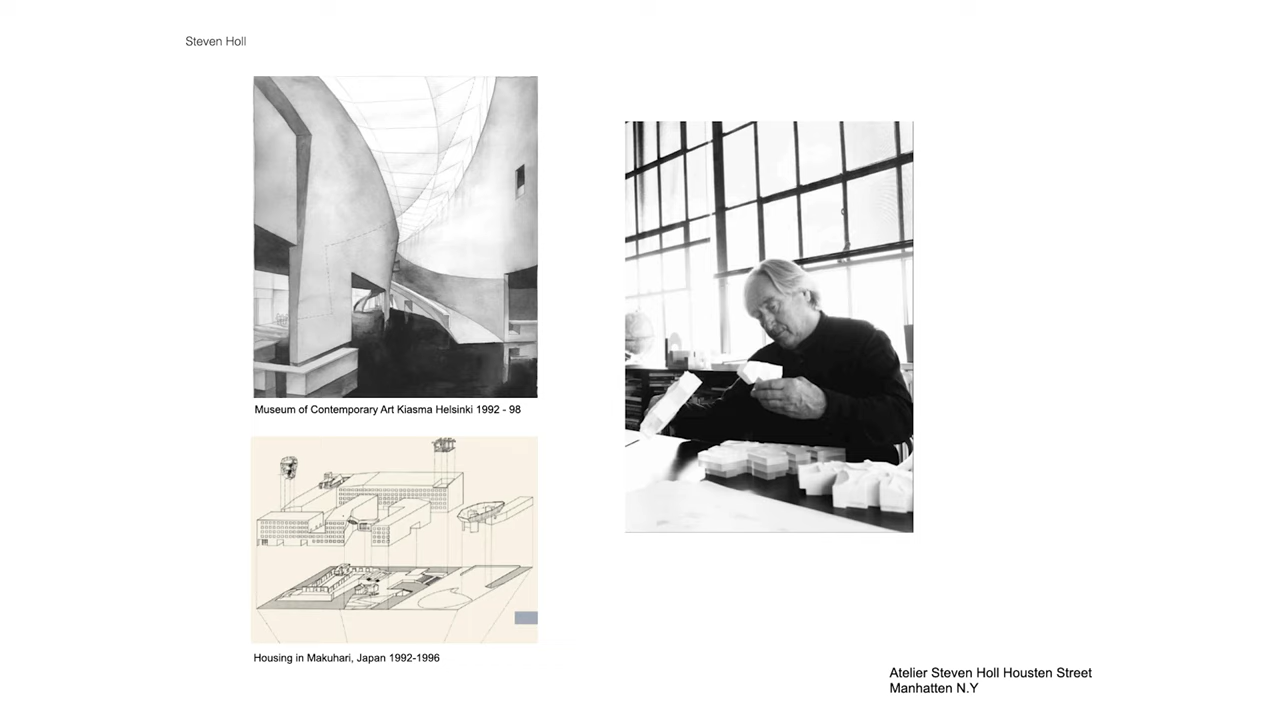 Steven Holl
Museum of Contemporary Art Kiasma Helsinki 1992 - 98
Housing in Makuhari, Japan 1992-1996
Atelier Steven Holl Housten Street
Manhatten N.Y